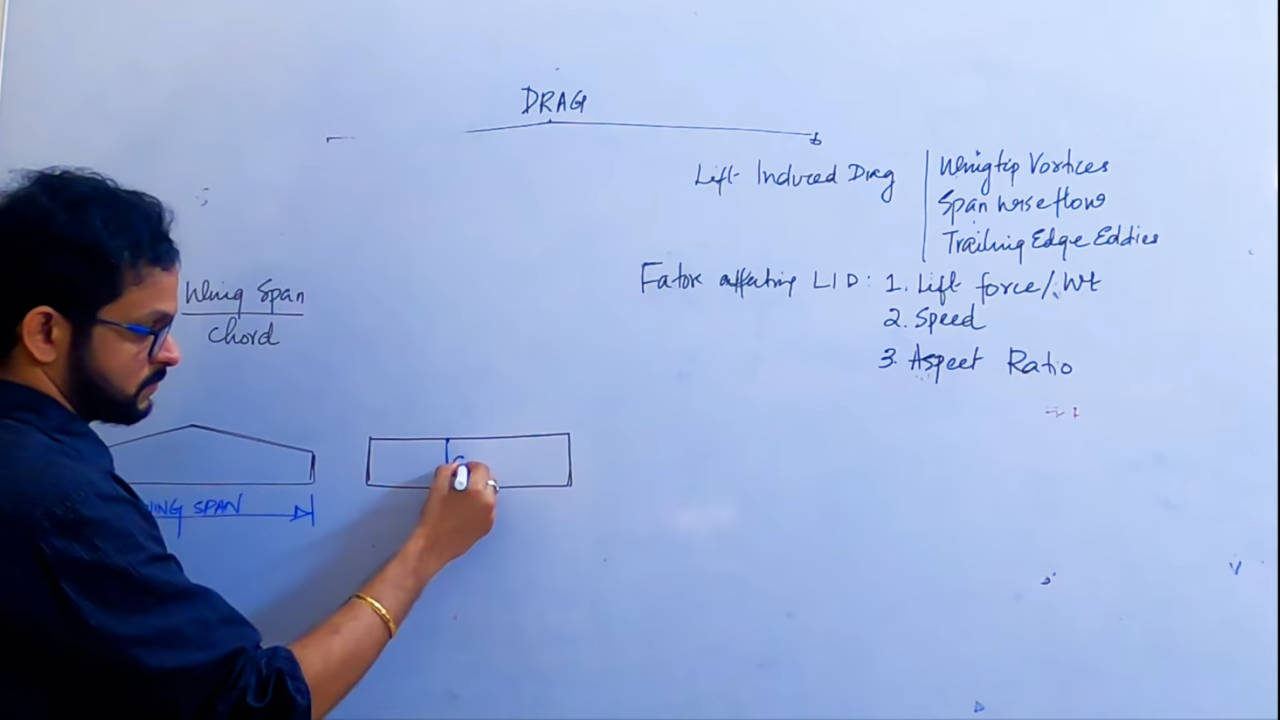 DRAG
Lift Induced Drag
Wingtip Vortices
Span wise flow
Trailing Edge Eddies
Fator affecting LID: 1. Lift force/Wt
2. Speed
3. Aspect Ratio
Wing Span
Chord
WING SPAN
C